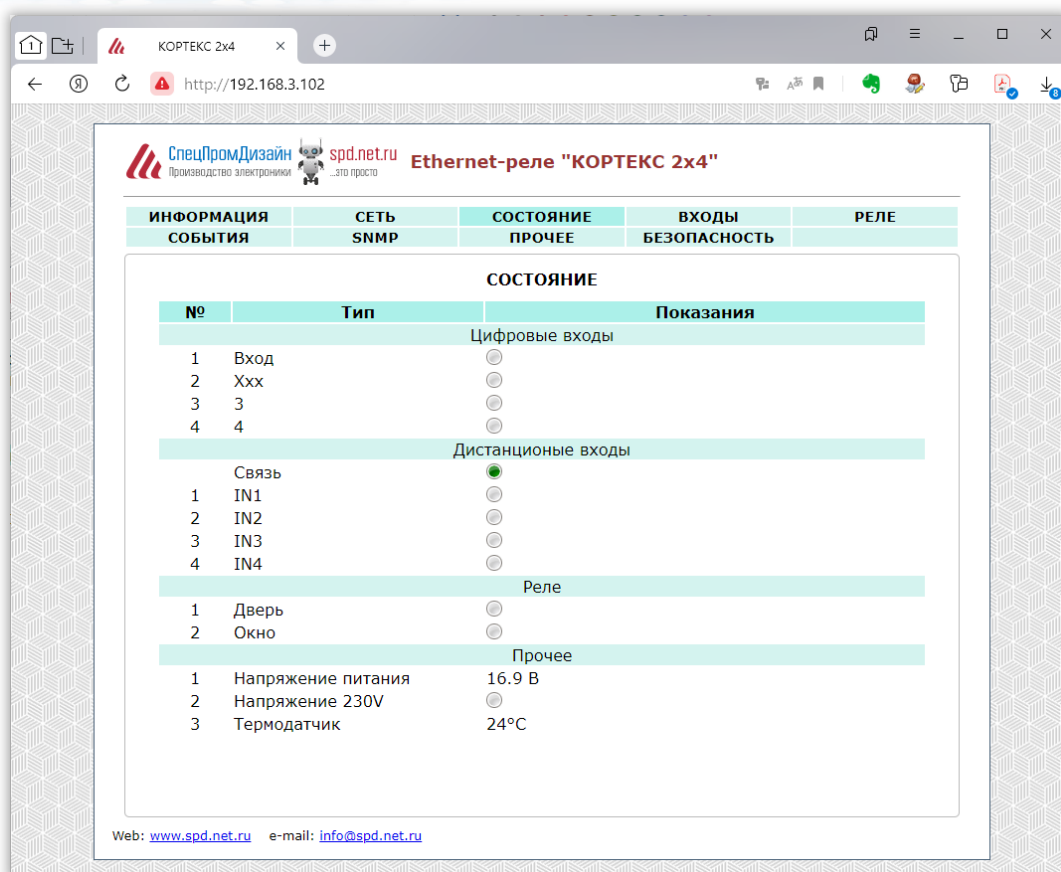 1
КОРТЕКС 2x4
http://192.168.3.102
8
СпецПромДизайн spd.net.ru Ethernet-реле "КОРТЕКС 2x4"
Производство электроники ...это просто
ИНФОРМАЦИЯ СЕТЬ СОСТОЯНИЕ ВХОДЫ РЕЛЕ
СОБЫТИЯ SNMP ПРОЧЕЕ БЕЗОПАСНОСТЬ
СОСТОЯНИЕ
№ Тип Показания
Цифровые входы
1 Вход
2 Xxx
3 3
4 4
Дистанционые входы
Связь
1 IN1
2 IN2
3 IN3
4 IN4
Реле
1 Дверь
2 Окно
Прочее
1 Напряжение питания 16.9 В
2 Напряжение 230V
3 Термодатчик 24°C
Web: www.spd.net.ru e-mail: info@spd.net.ru